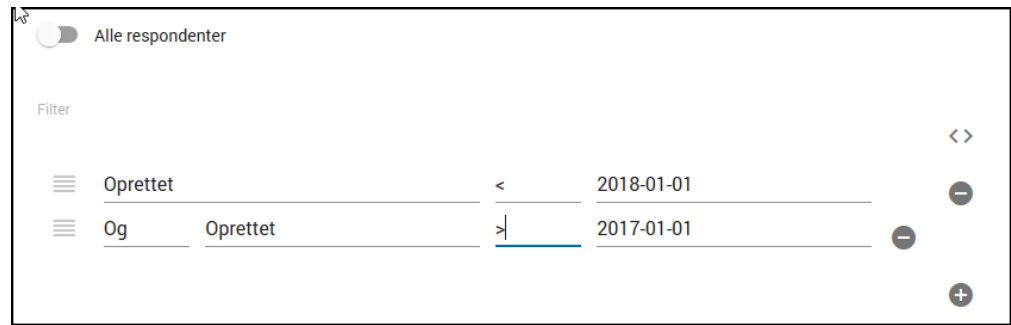 Alle respondenter
Filter
< >
Oprettet < 2018-01-01
Og Oprettet > 2017-01-01